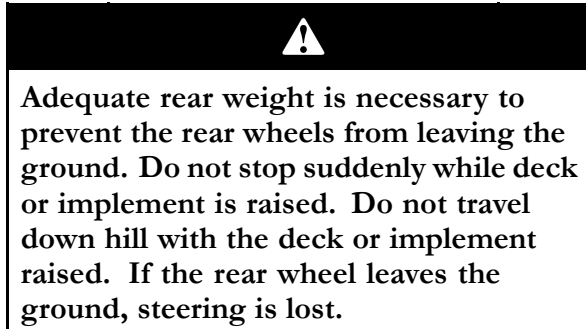 Adequate rear weight is necessary to
prevent the rear wheels from leaving the
ground. Do not stop suddenly while deck
or implement is raised. Do not travel
down hill with the deck or implement
raised. If the rear wheel leaves the
ground, steering is lost.